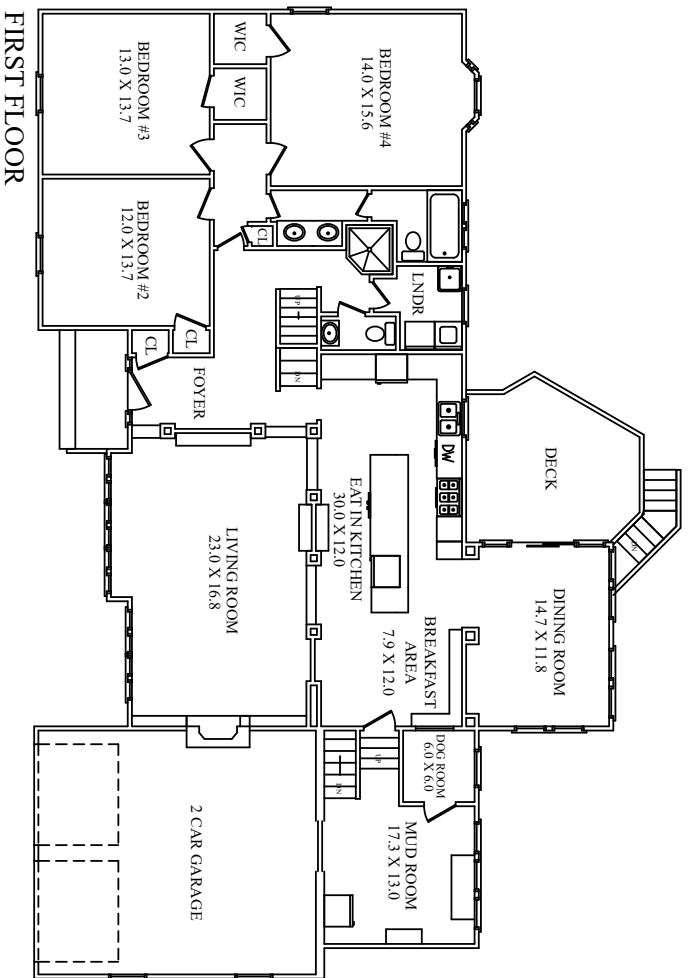 FIRST FLOOR
BEDROOM #3
13.0 X 13.7
WIC
WIC
BEDROOM #4
14.0 X 15.6
BEDROOM #2
12.0 X 13.7
CL
CL
CL
LNDR
UP
DN
FOYER
DECK
DN
DW
EAT IN KITCHEN
30.0 X 12.0
LIVING ROOM
23.0 X 16.8
DINING ROOM
14.7 X 11.8
BREAKFAST
AREA
7.9 X 12.0
UP
DN
DOG ROOM
6.0 X 6.0
MUD ROOM
17.3 X 13.0
2 CAR GARAGE